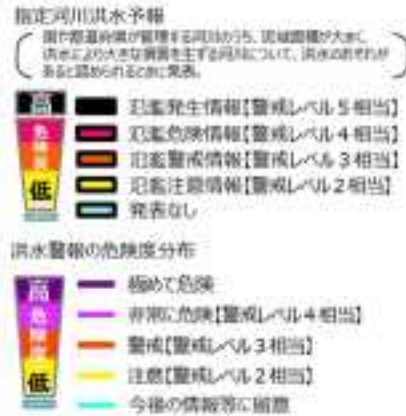 指定河川洪水予報
国や都道府県が管理する河川のうち、流域面積が大きく、
洪水により大きな損害を生ずる河川について、洪水のおそれが
あると認められるときに発表。
高
危険度
低
氾濫発生情報【警戒レベル5相当】
氾濫危険情報【警戒レベル4相当】
氾濫警戒情報【警戒レベル3相当】
氾濫注意情報【警戒レベル2相当】
発表なし
洪水警報の危険度分布
高
危険度
低
極めて危険
非常に危険【警戒レベル4相当】
警戒【警戒レベル3相当】
注意【警戒レベル2相当】
今後の情報等に留意